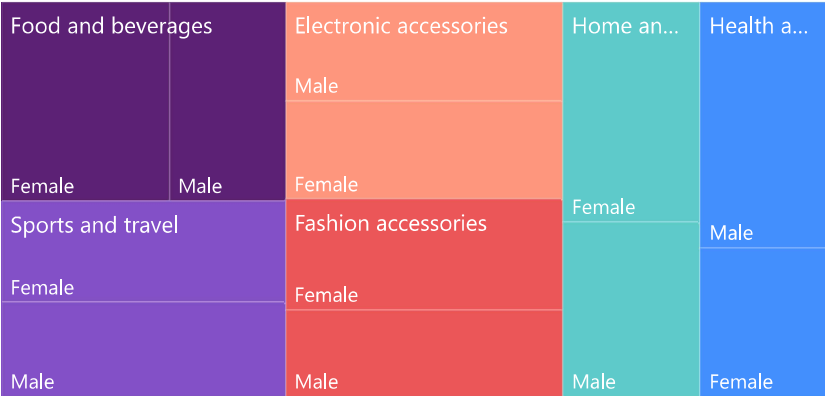 Food and beverages
Female
Male
Sports and travel
Female
Male
Electronic accessories
Male
Female
Fashion accessories
Female
Male
Home an...
Female
Male
Health a...
Male
Female